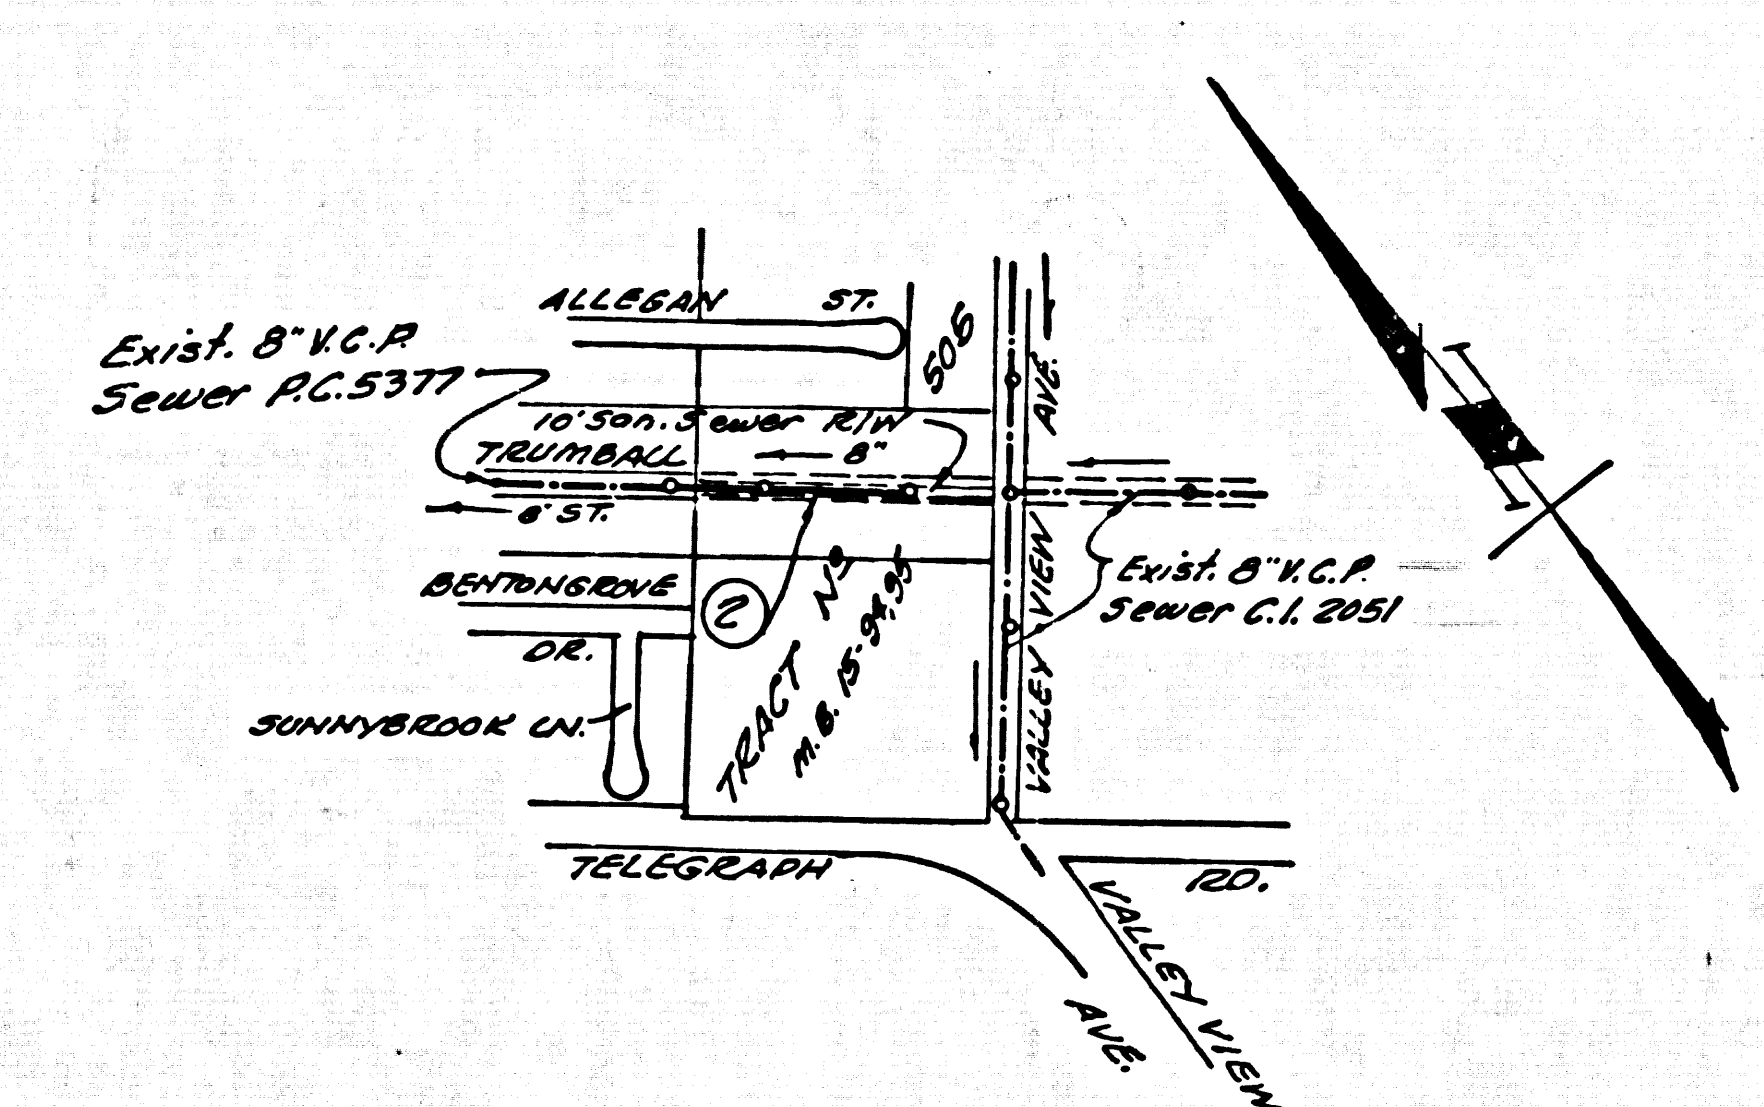 ALLEGAN ST.
Exist. 8" V.C.P.
Sewer P.C. 5377
505
AVE.
10' San. Sewer R/W
TRUMBALL
8"
8" ST.
BENTONGROVE
DR.
2
TRACT Nº
M.B. 15-94,95
VALLEY VIEW
Exist. 8" V.C.P.
Sewer C.I. 2051
SUNNYBROOK LN.
TELEGRAPH RD.
VALLEY VIEW
AVE.